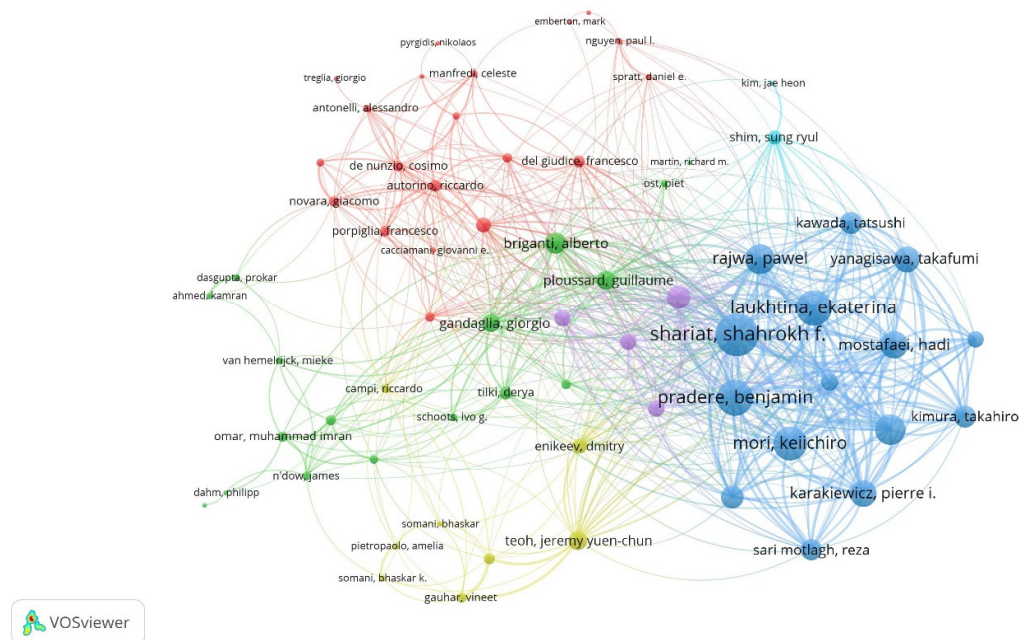 emberton, mark
nguyen, paul l.
pyrgidis, nikolaos
treglia, giorgio
manfredi, celeste
spratt, daniel e.
kim, jae heon
antonelli, alessandro
shim, sung ryul
de nunzio, cosimo
del giudice, francesco
martin, richard m.
autorino, riccardo
ost, piet
novara, giacomo
porpiglia, francesco
kawada, tatsushi
cacciamani, giovanni e.
briganti, alberto
rajwa, pawel
yanagisawa, takafumi
dasgupta, prokar
ploussard, guillaume
ahmed, kamran
laukhtina, ekaterina
gandaglia, giorgio
shariat, shahrokh f.
mostafaei, hadi
van hemelrijck, mieke
campi, riccardo
tilki, derya
pradere, benjamin
schoots, ivo g.
kimura, takahiro
omar, muhammad imran
enikeev, dmitry
mori, keiichiro
n'dow, james
dahm, philipp
karakiewicz, pierre i.
somani, bhaskar
teoh, jeremy yuen-chun
pietropaolo, amelia
sari motlagh, reza
somani, bhaskar k.
gauhar, vineet
VOSviewer